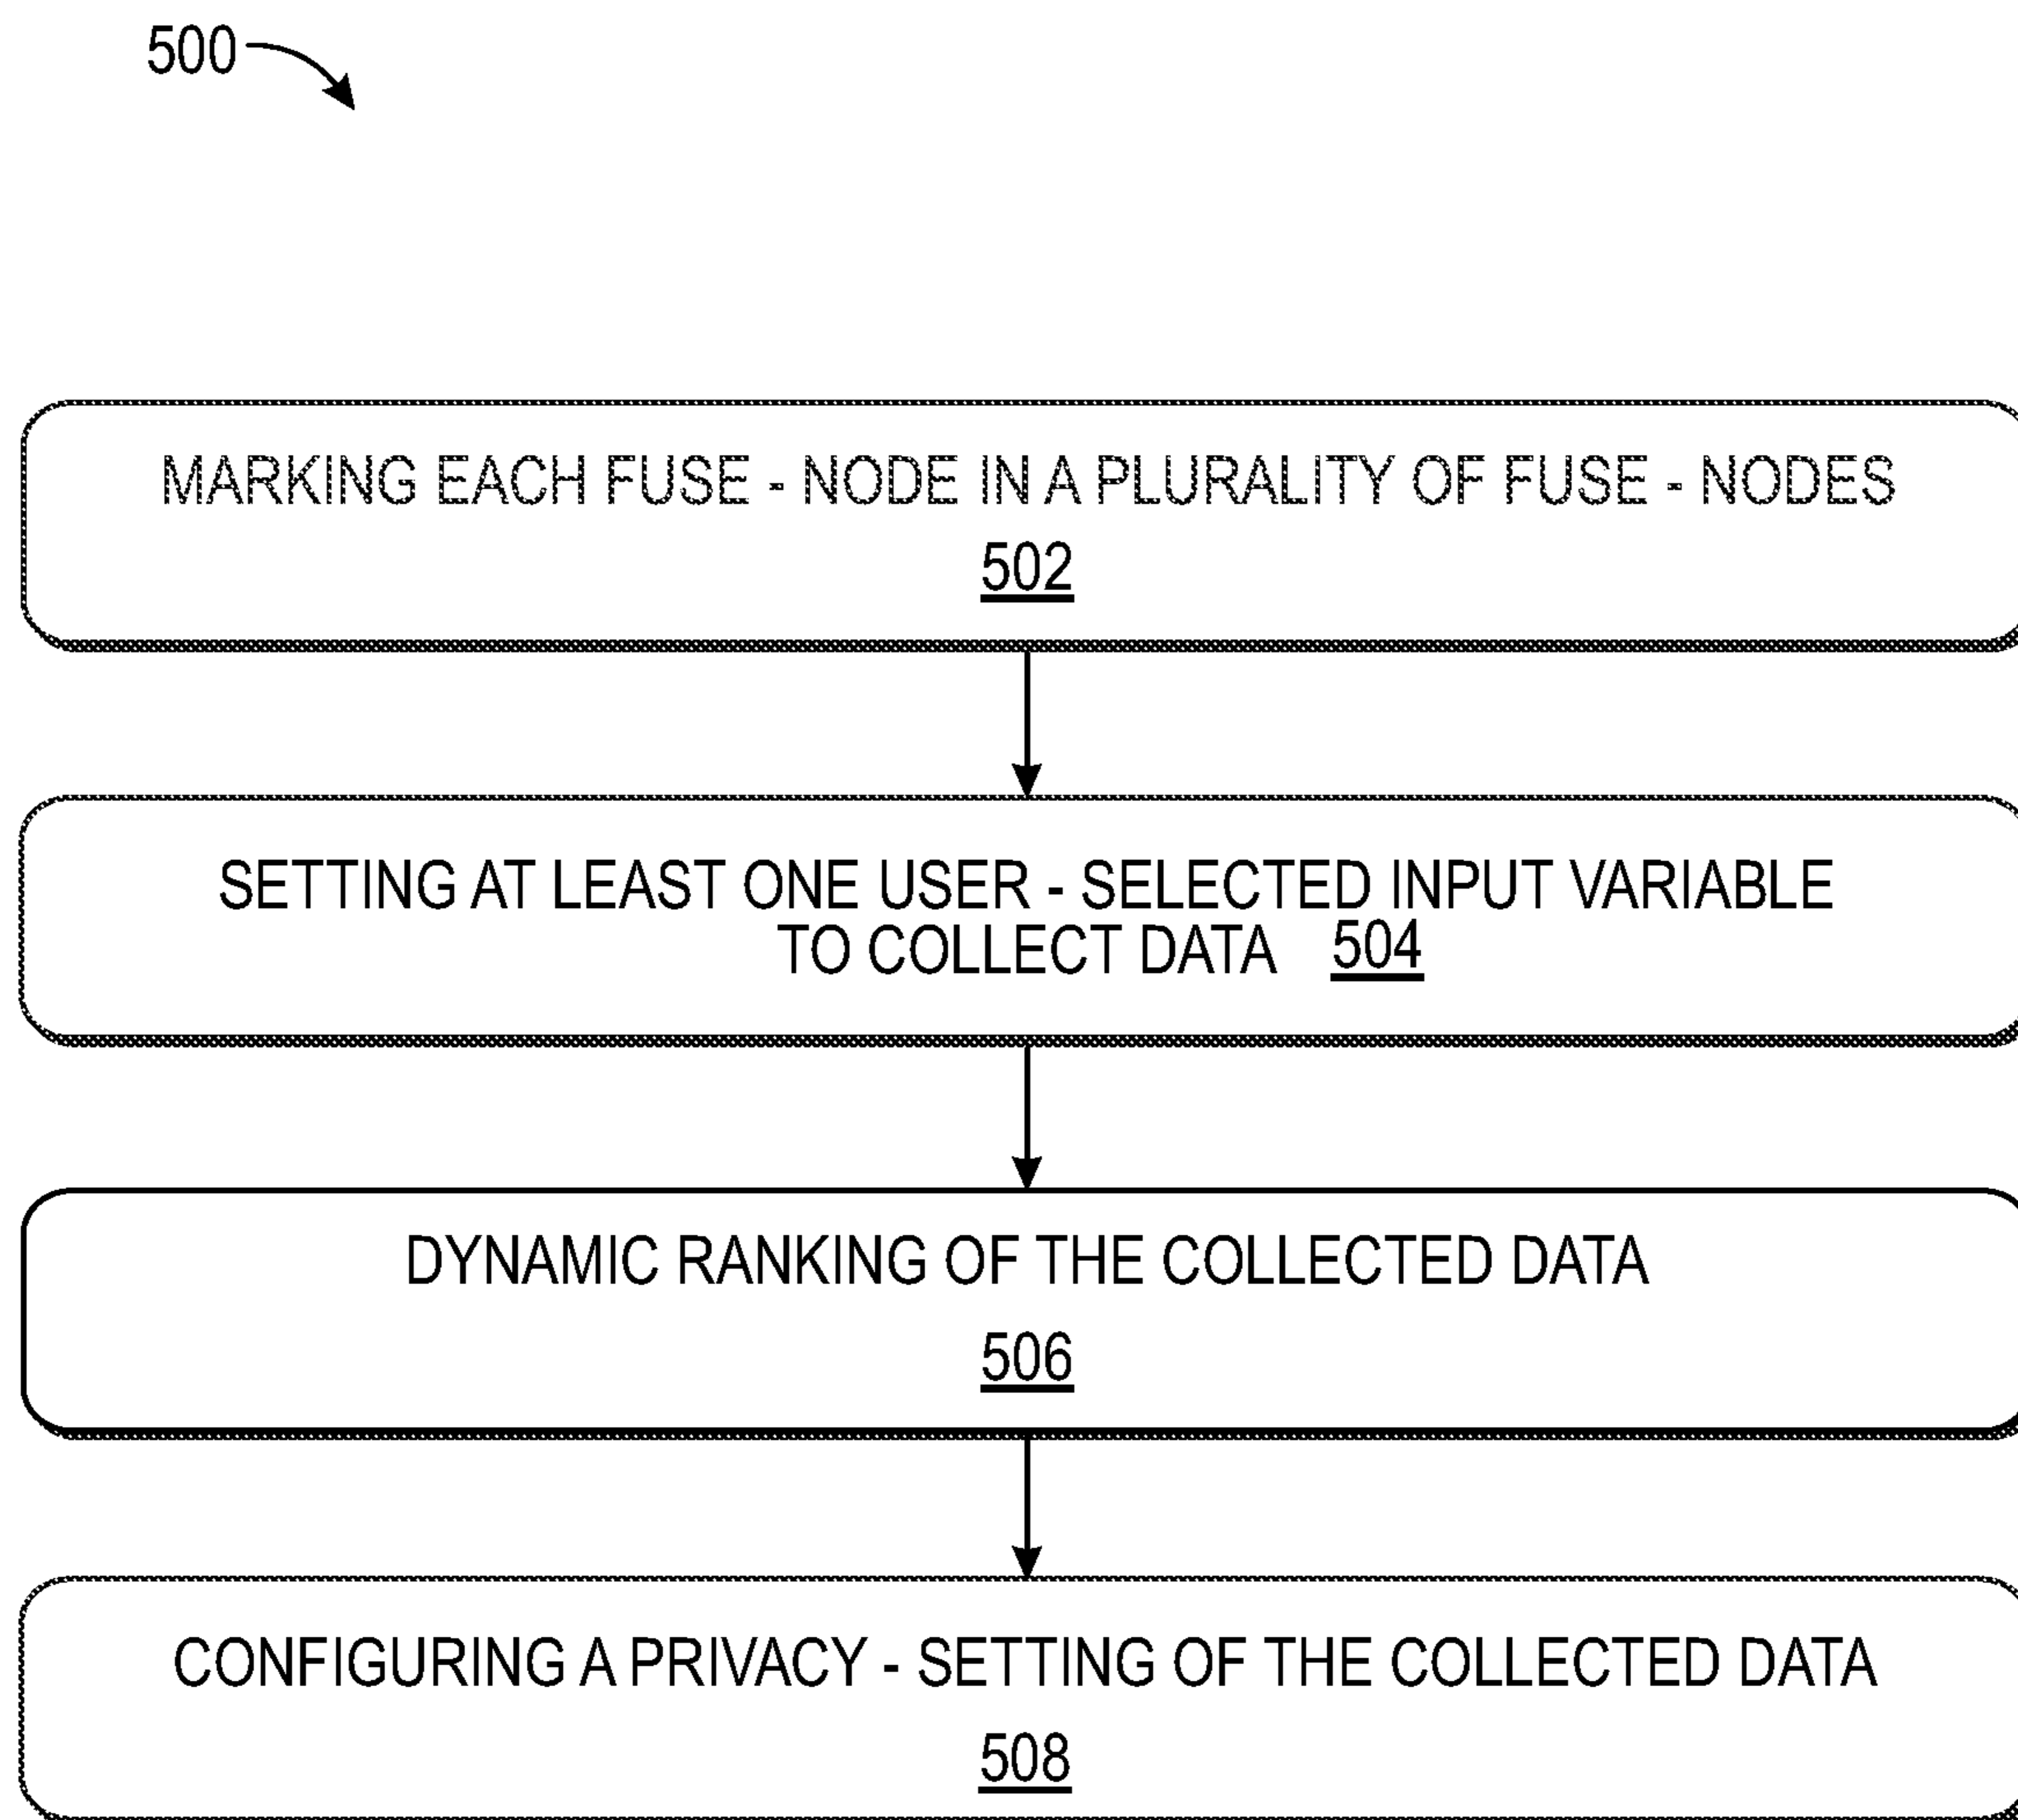 500
MARKING EACH FUSE - NODE IN A PLURALITY OF FUSE - NODES
502
SETTING AT LEAST ONE USER - SELECTED INPUT VARIABLE
TO COLLECT DATA 504
DYNAMIC RANKING OF THE COLLECTED DATA
506
CONFIGURING A PRIVACY - SETTING OF THE COLLECTED DATA
508